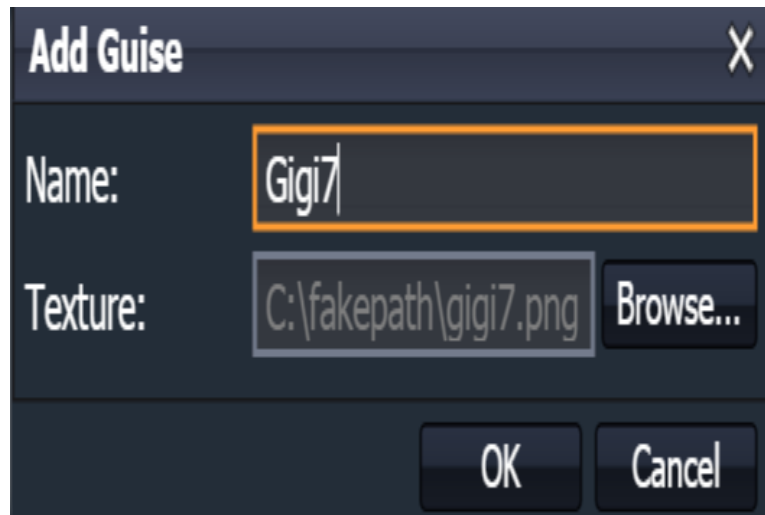 Add Guise X
Name: Gigi7
Texture: C:\fakepath\gigi7.png Browse...
OK Cancel